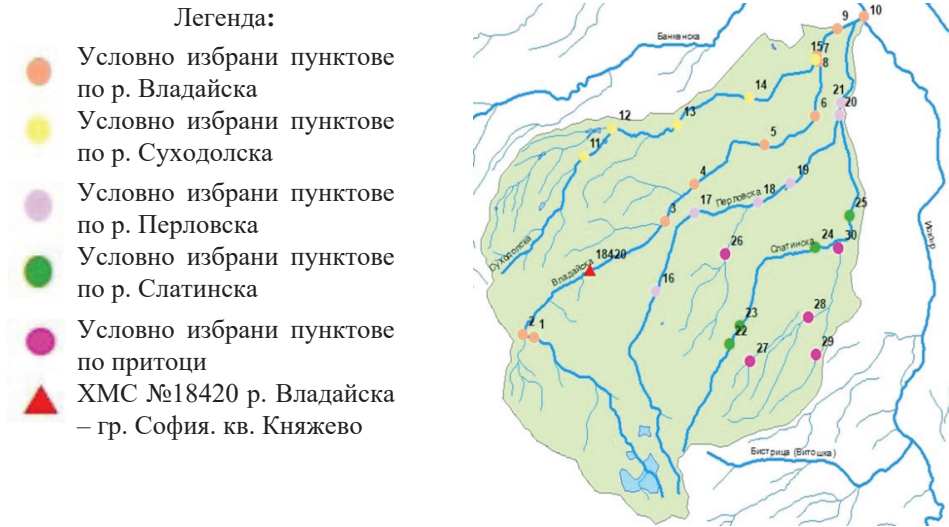 Легенда:
Условно избрани пунктове
по р. Владайска
Условно избрани пунктове
по р. Суходолска
Условно избрани пунктове
по р. Перловска
Условно избрани пунктове
по р. Слатинска
Условно избрани пунктове
по притоци
ХМС №18420 р. Владайска
– гр. София. кв. Княжево
10
9
Банкенска
15 7
8
14
21
20
12
13
6
11
5
4
19
Перловска 18
17
25
3
26
Слатинска 24 30
Суходолска
Владайска 18420
Искър
16
28
2 1
23
22
27
29
Бистрица (Витошка)